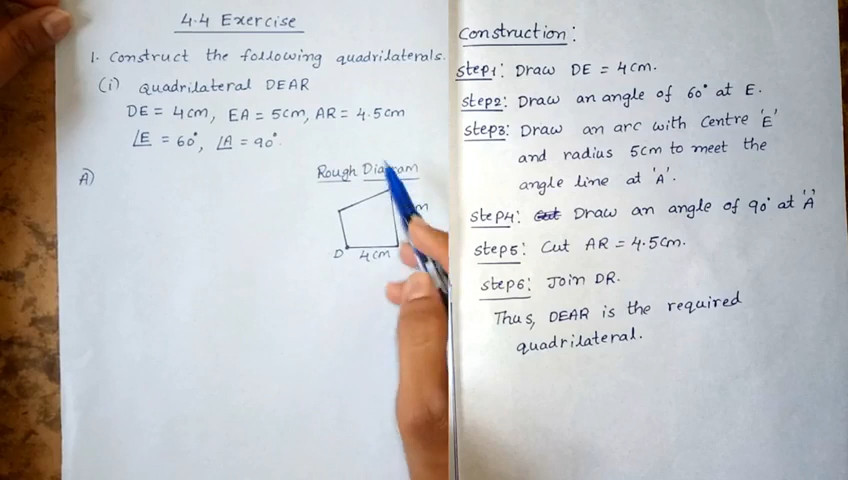 4.4 Exercise
1. Construct the following quadrilaterals.
(i) Quadrilateral DEAR
DE = 4cm, EA = 5cm, AR = 4.5cm
∠E = 60°, ∠A = 90°.
A)
Rough Diagram
D 4cm
Construction:
Step1: Draw DE = 4cm.
Step2: Draw an angle of 60° at E.
Step3: Draw an arc with centre 'E'
and radius 5cm to meet the
angle line at 'A'.
Step4: Draw an angle of 90° at 'A'
Step5: Cut AR = 4.5cm.
Step6: Join DR.
Thus, DEAR is the required
quadrilateral.